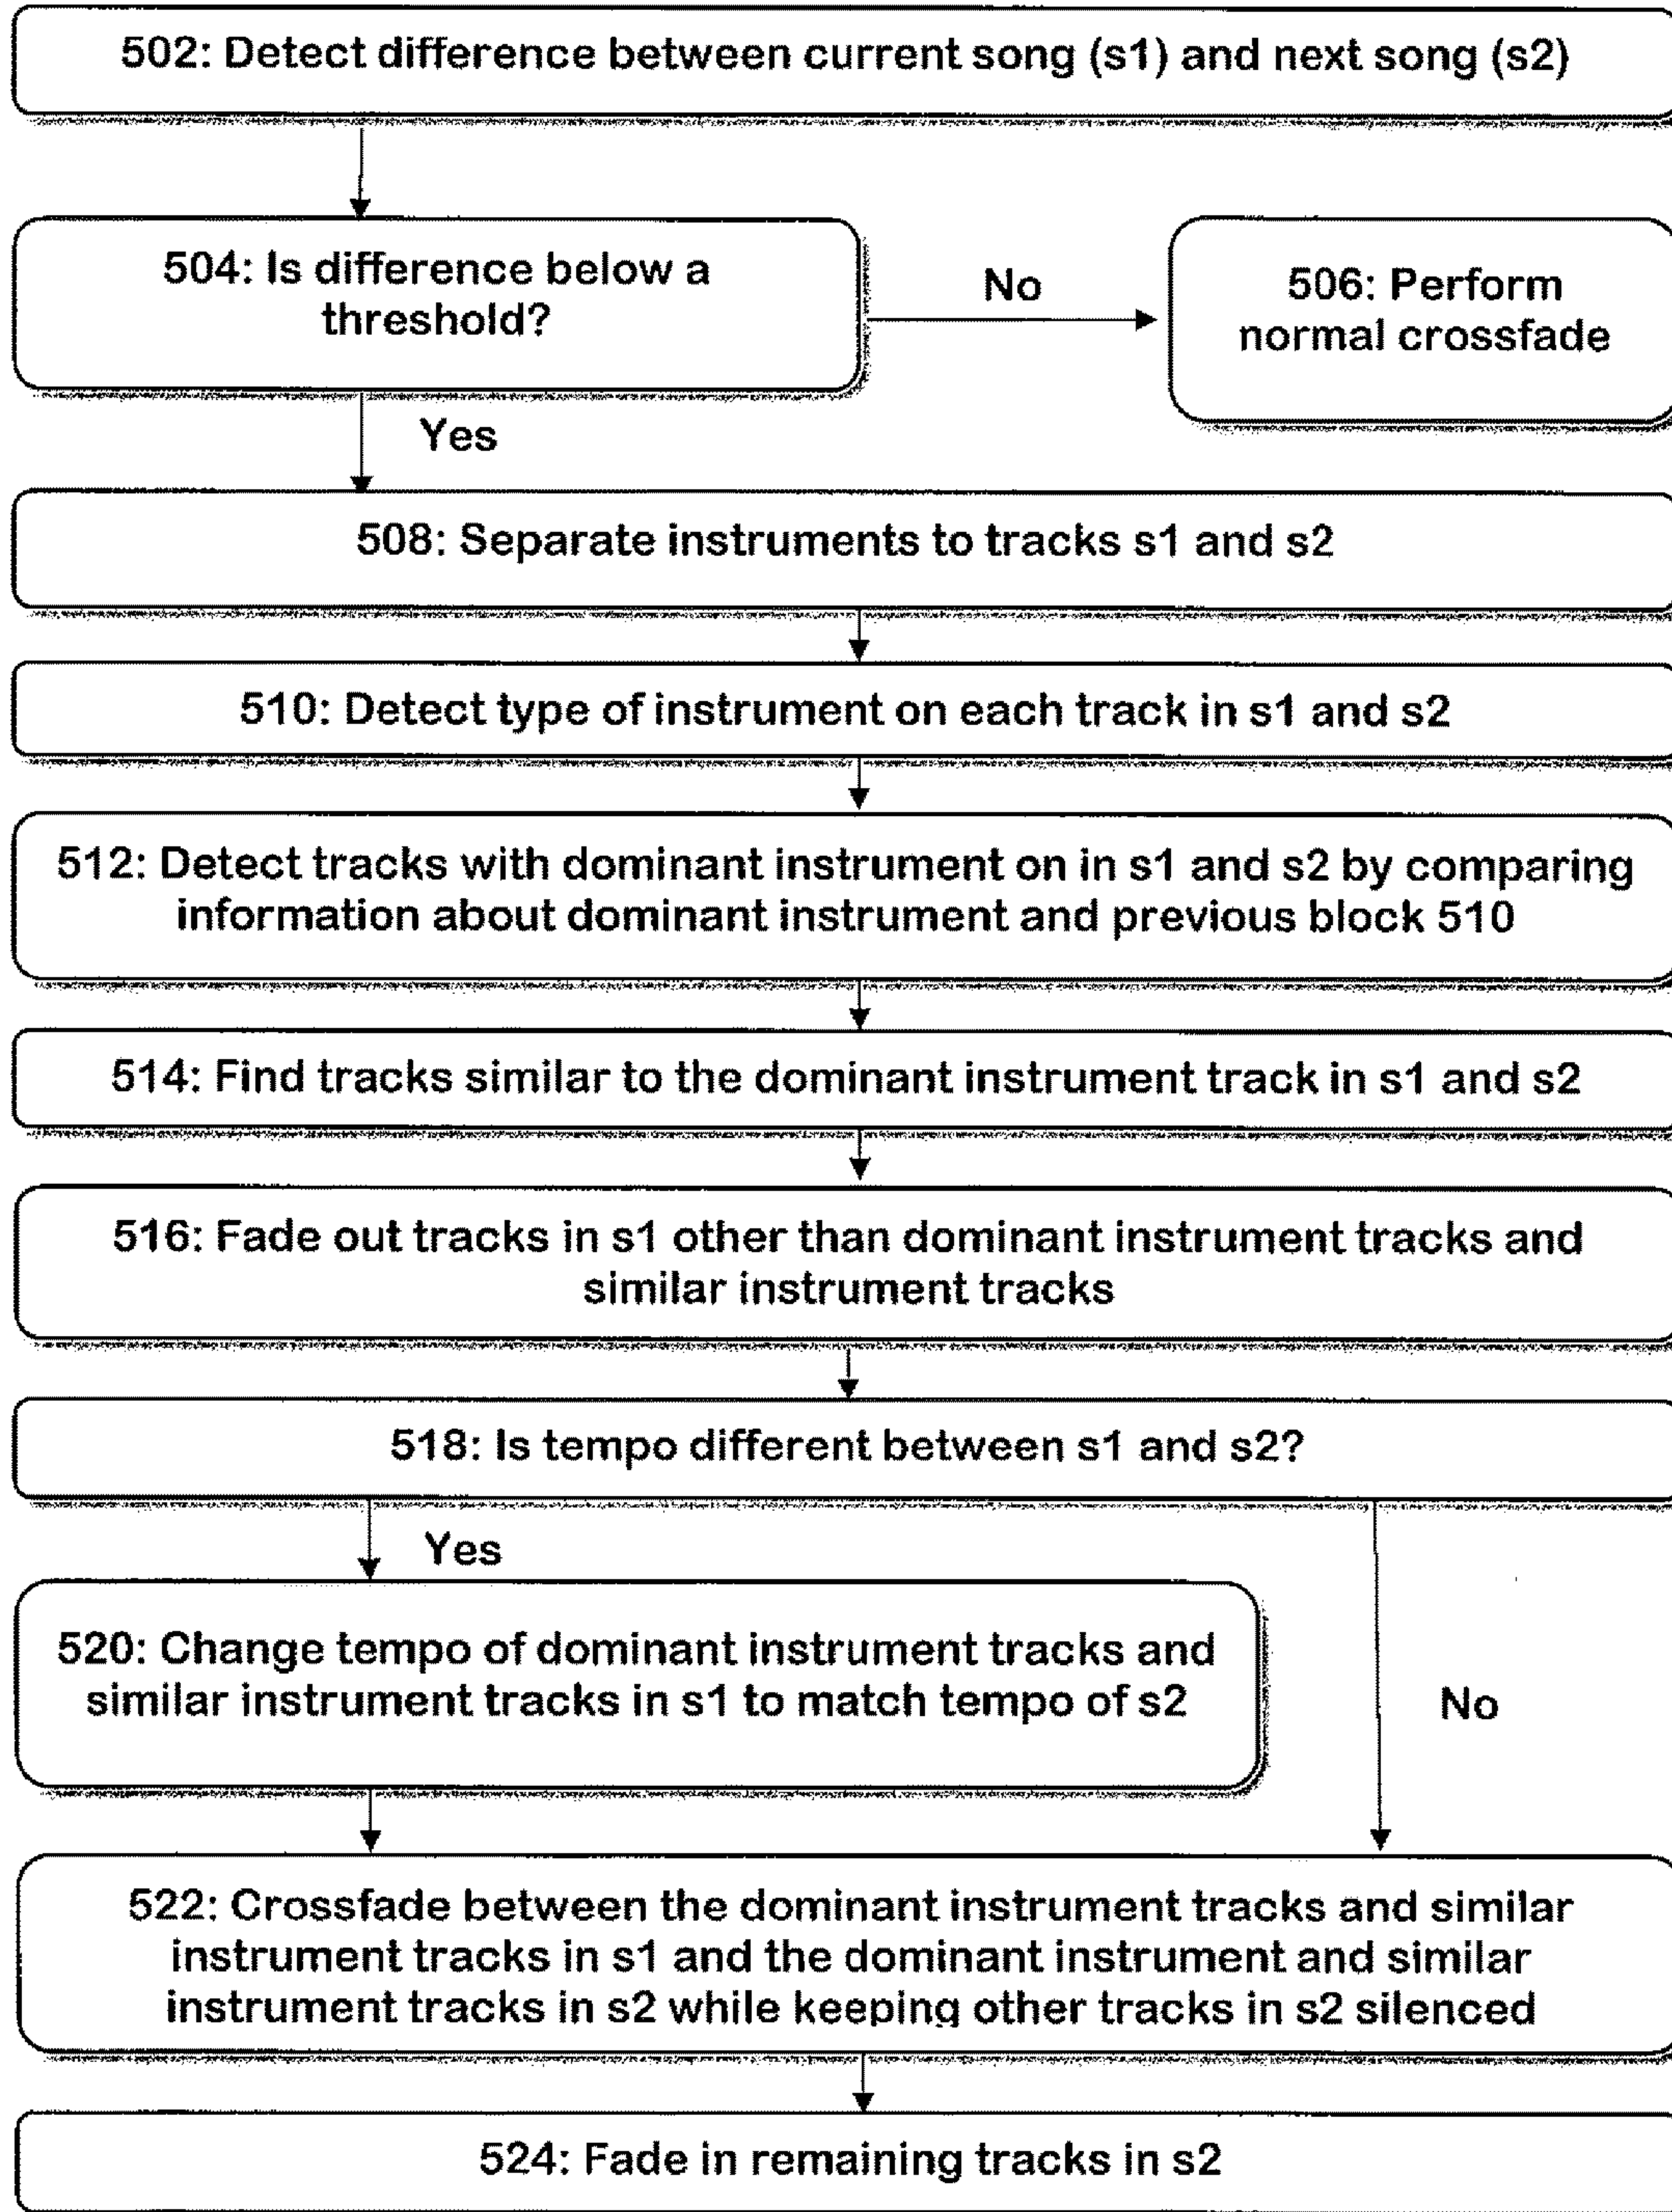 502: Detect difference between current song (s1) and next song (s2)
504: Is difference below a
threshold?
No
506: Perform
normal crossfade
Yes
508: Separate instruments to tracks s1 and s2
510: Detect type of instrument on each track in s1 and s2
512: Detect tracks with dominant instrument on in s1 and s2 by comparing
information about dominant instrument and previous block 510
514: Find tracks similar to the dominant instrument track in s1 and s2
516: Fade out tracks in s1 other than dominant instrument tracks and
similar instrument tracks
518: Is tempo different between s1 and s2?
Yes
520: Change tempo of dominant instrument tracks and
similar instrument tracks in s1 to match tempo of s2
No
522: Crossfade between the dominant instrument tracks and similar
instrument tracks in s1 and the dominant instrument and similar
instrument tracks in s2 while keeping other tracks in s2 silenced
524: Fade in remaining tracks in s2